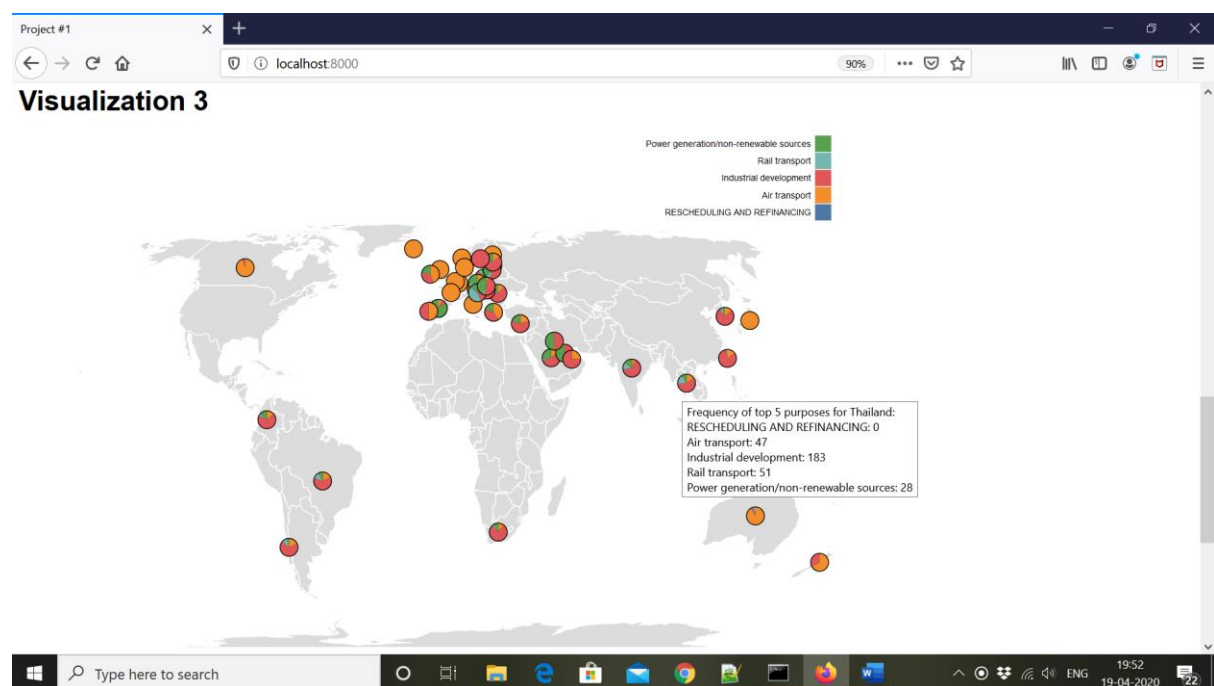 Project #1
localhost:8000
90%
Visualization 3
Power generation/non-renewable sources
Rail transport
Industrial development
Air transport
RESCHEDULING AND REFINANCING
Frequency of top 5 purposes for Thailand:
RESCHEDULING AND REFINANCING: 0
Air transport: 47
Industrial development: 183
Rail transport: 51
Power generation/non-renewable sources: 28
Type here to search
ENG
19:52
19-04-2020
22